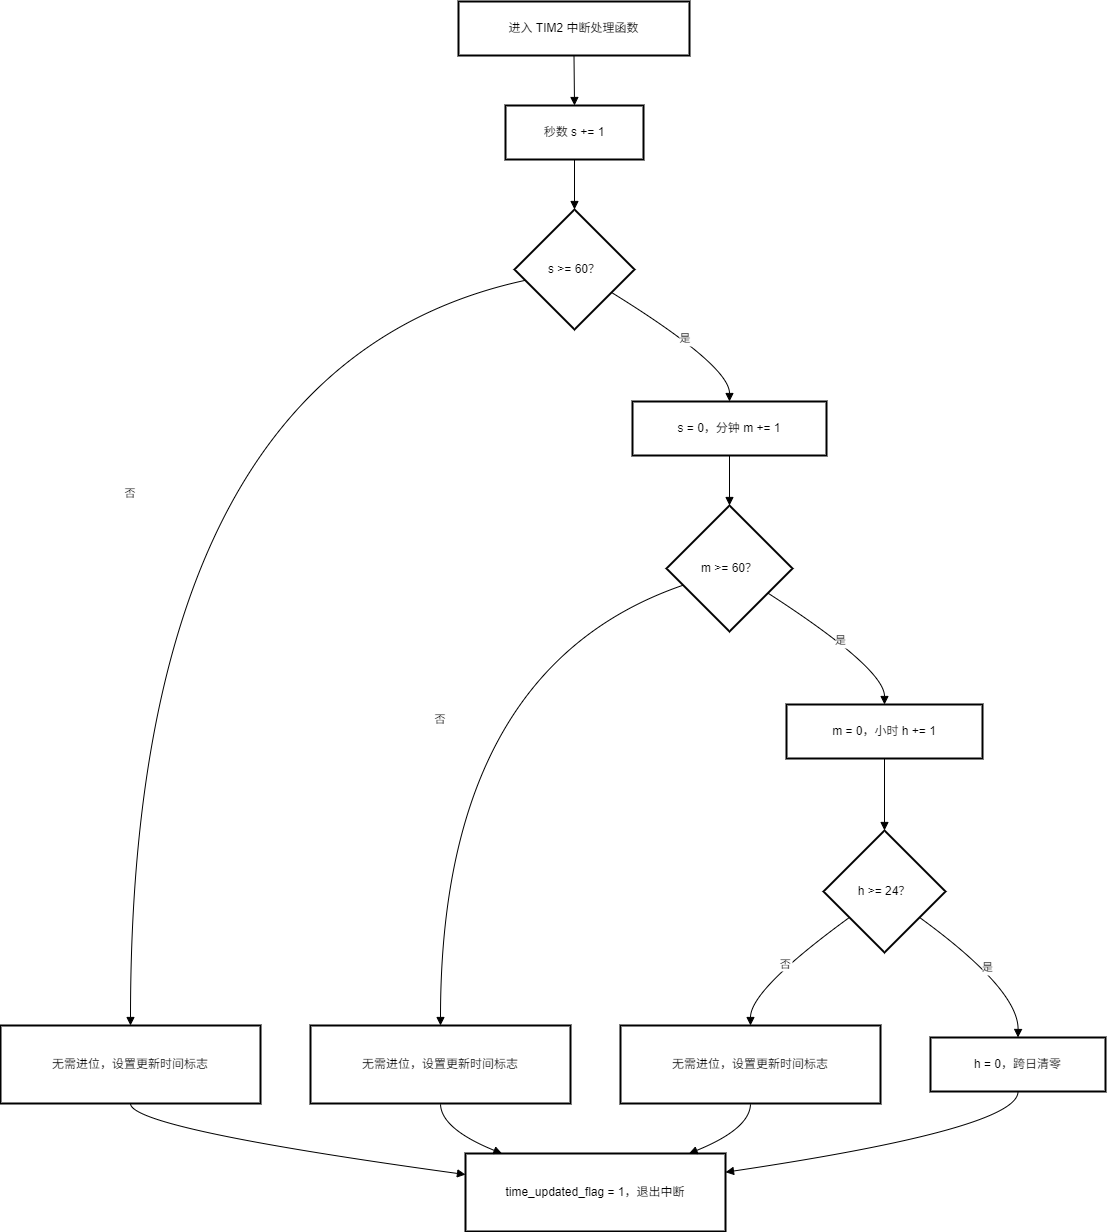 进入 TIM2 中断处理函数
秒数 s += 1
s >= 60?
是
s = 0，分钟 m += 1
否
m >= 60?
是
否
m = 0，小时 h += 1
h >= 24?
否
是
无需进位，设置更新时间标志
无需进位，设置更新时间标志
无需进位，设置更新时间标志
h = 0，跨日清零
time_updated_flag = 1，退出中断